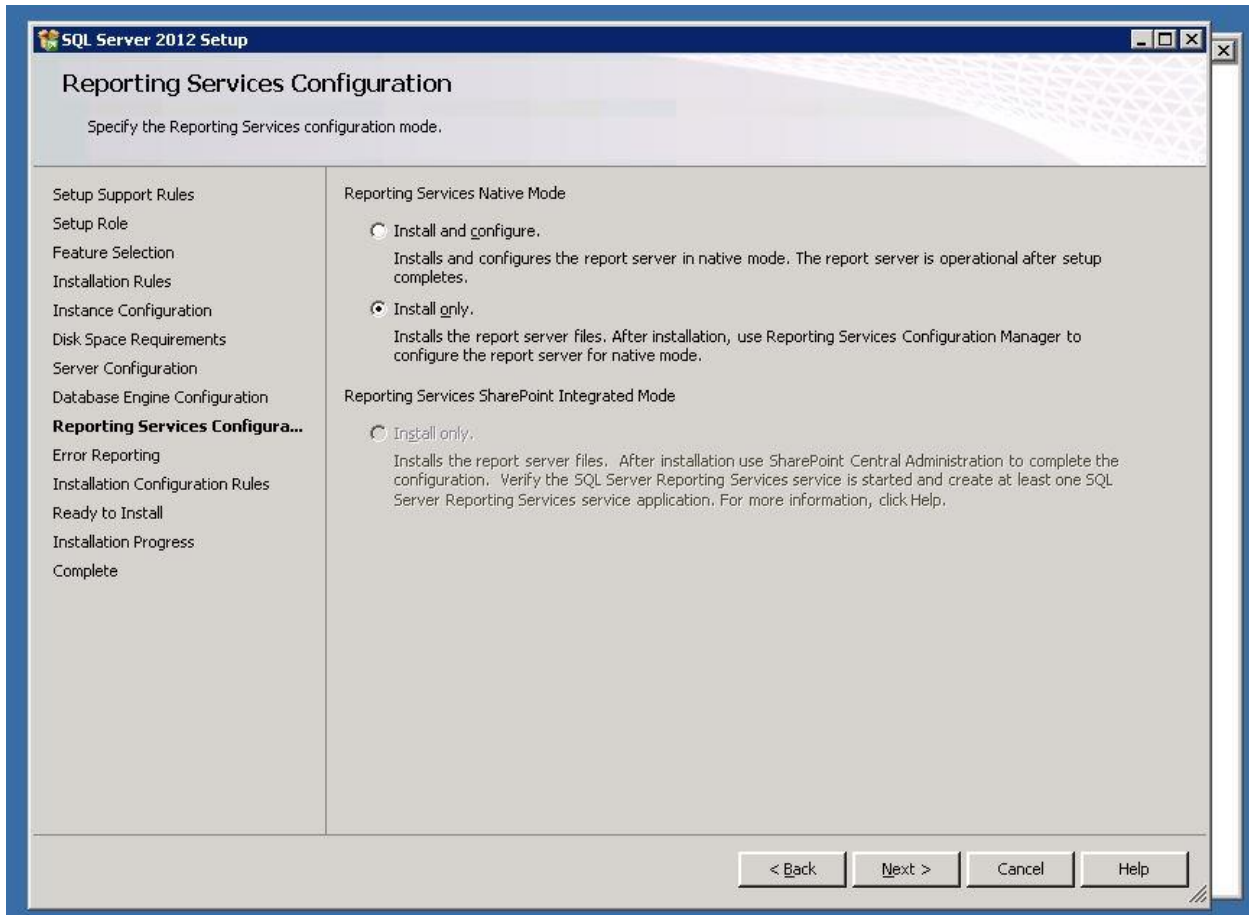 SQL Server 2012 Setup
Reporting Services Configuration
Specify the Reporting Services configuration mode.
Setup Support Rules
Setup Role
Feature Selection
Installation Rules
Instance Configuration
Disk Space Requirements
Server Configuration
Database Engine Configuration
Reporting Services Configura...
Error Reporting
Installation Configuration Rules
Ready to Install
Installation Progress
Complete
Reporting Services Native Mode
Install and configure.
Installs and configures the report server in native mode. The report server is operational after setup
completes.
Install only.
Installs the report server files. After installation, use Reporting Services Configuration Manager to
configure the report server for native mode.
Reporting Services SharePoint Integrated Mode
Install only.
Installs the report server files. After installation use SharePoint Central Administration to complete the
configuration. Verify the SQL Server Reporting Services service is started and create at least one SQL
Server Reporting Services service application. For more information, click Help.
< Back Next > Cancel Help